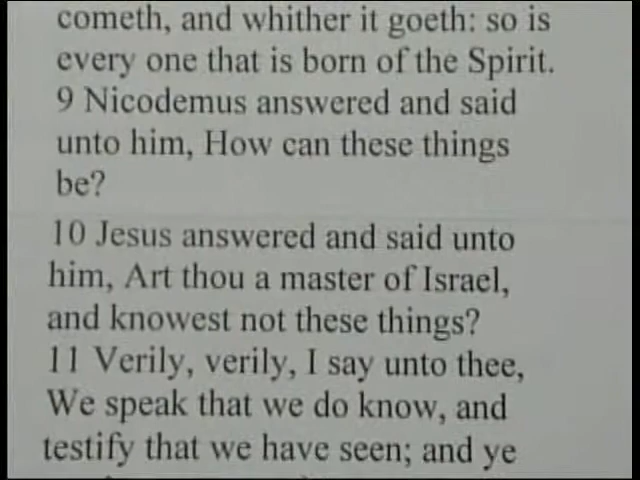 cometh, and whither it goeth: so is
every one that is born of the Spirit.
9 Nicodemus answered and said
unto him, How can these things
be?
10 Jesus answered and said unto
him, Art thou a master of Israel,
and knowest not these things?
11 Verily, verily, I say unto thee,
We speak that we do know, and
testify that we have seen; and ye